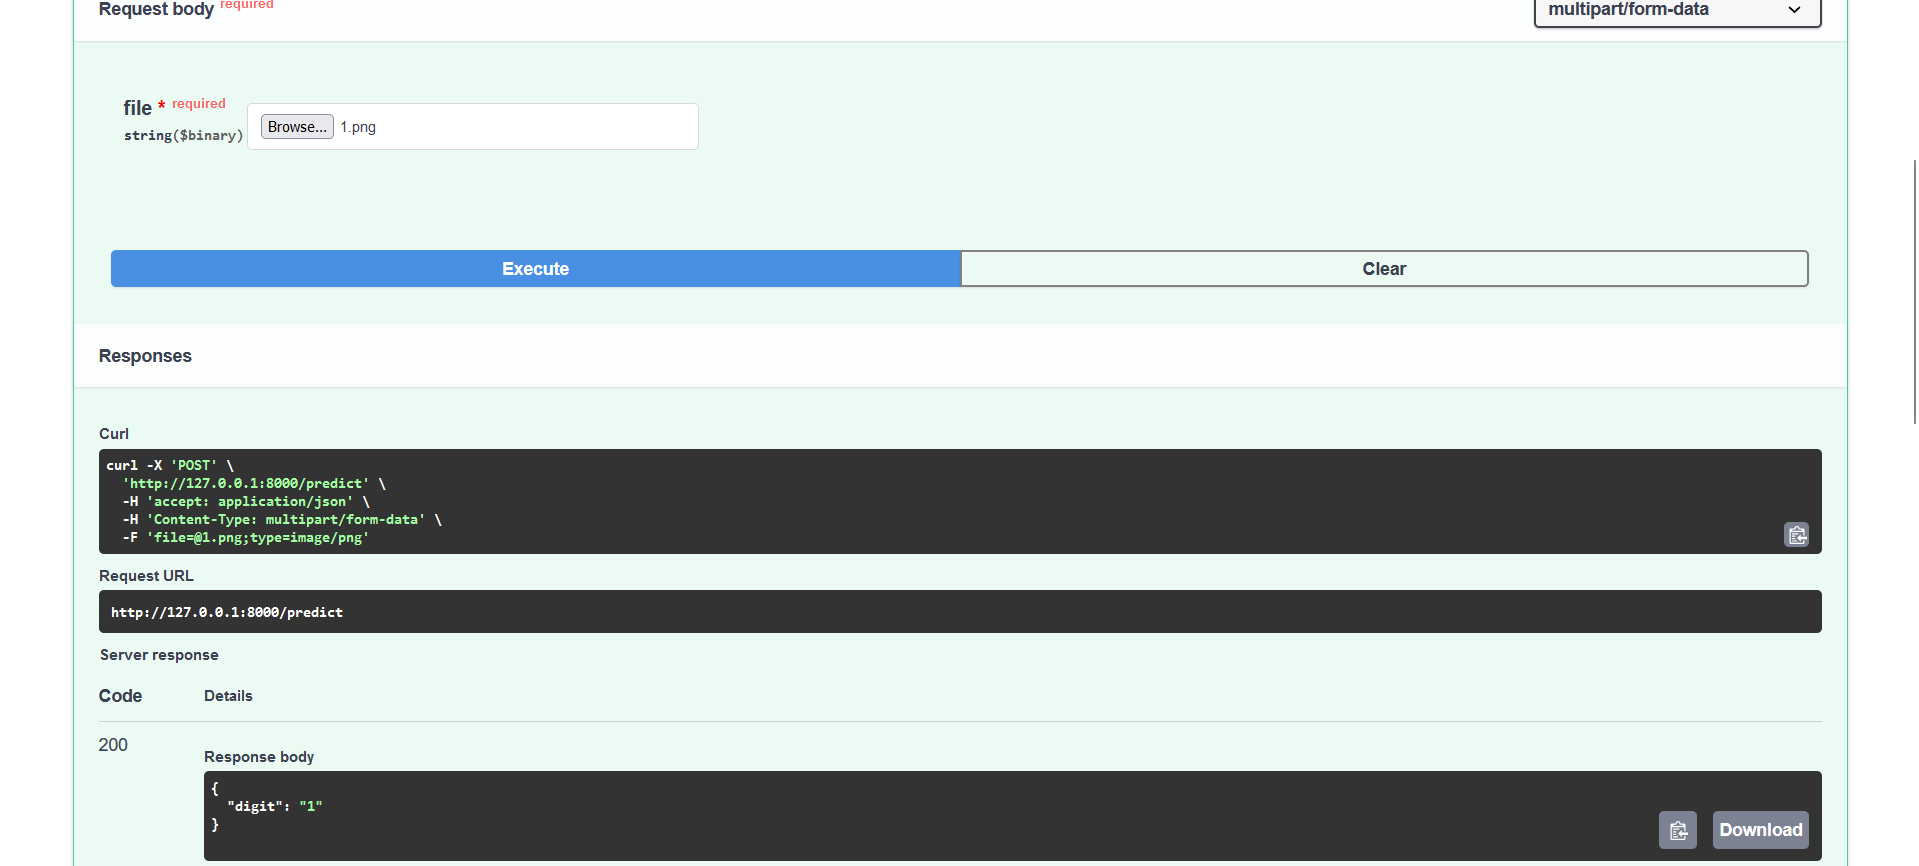 Request body required
multipart/form-data
file * required
string($binary)
Browse... 1.png
Execute
Clear
Responses
Curl
curl -X 'POST' \
'http://127.0.0.1:8000/predict' \
-H 'accept: application/json' \
-H 'Content-Type: multipart/form-data' \
-F 'file=@1.png;type=image/png'
Request URL
http://127.0.0.1:8000/predict
Server response
Code Details
200
Response body
{
"digit": "1"
}
Download